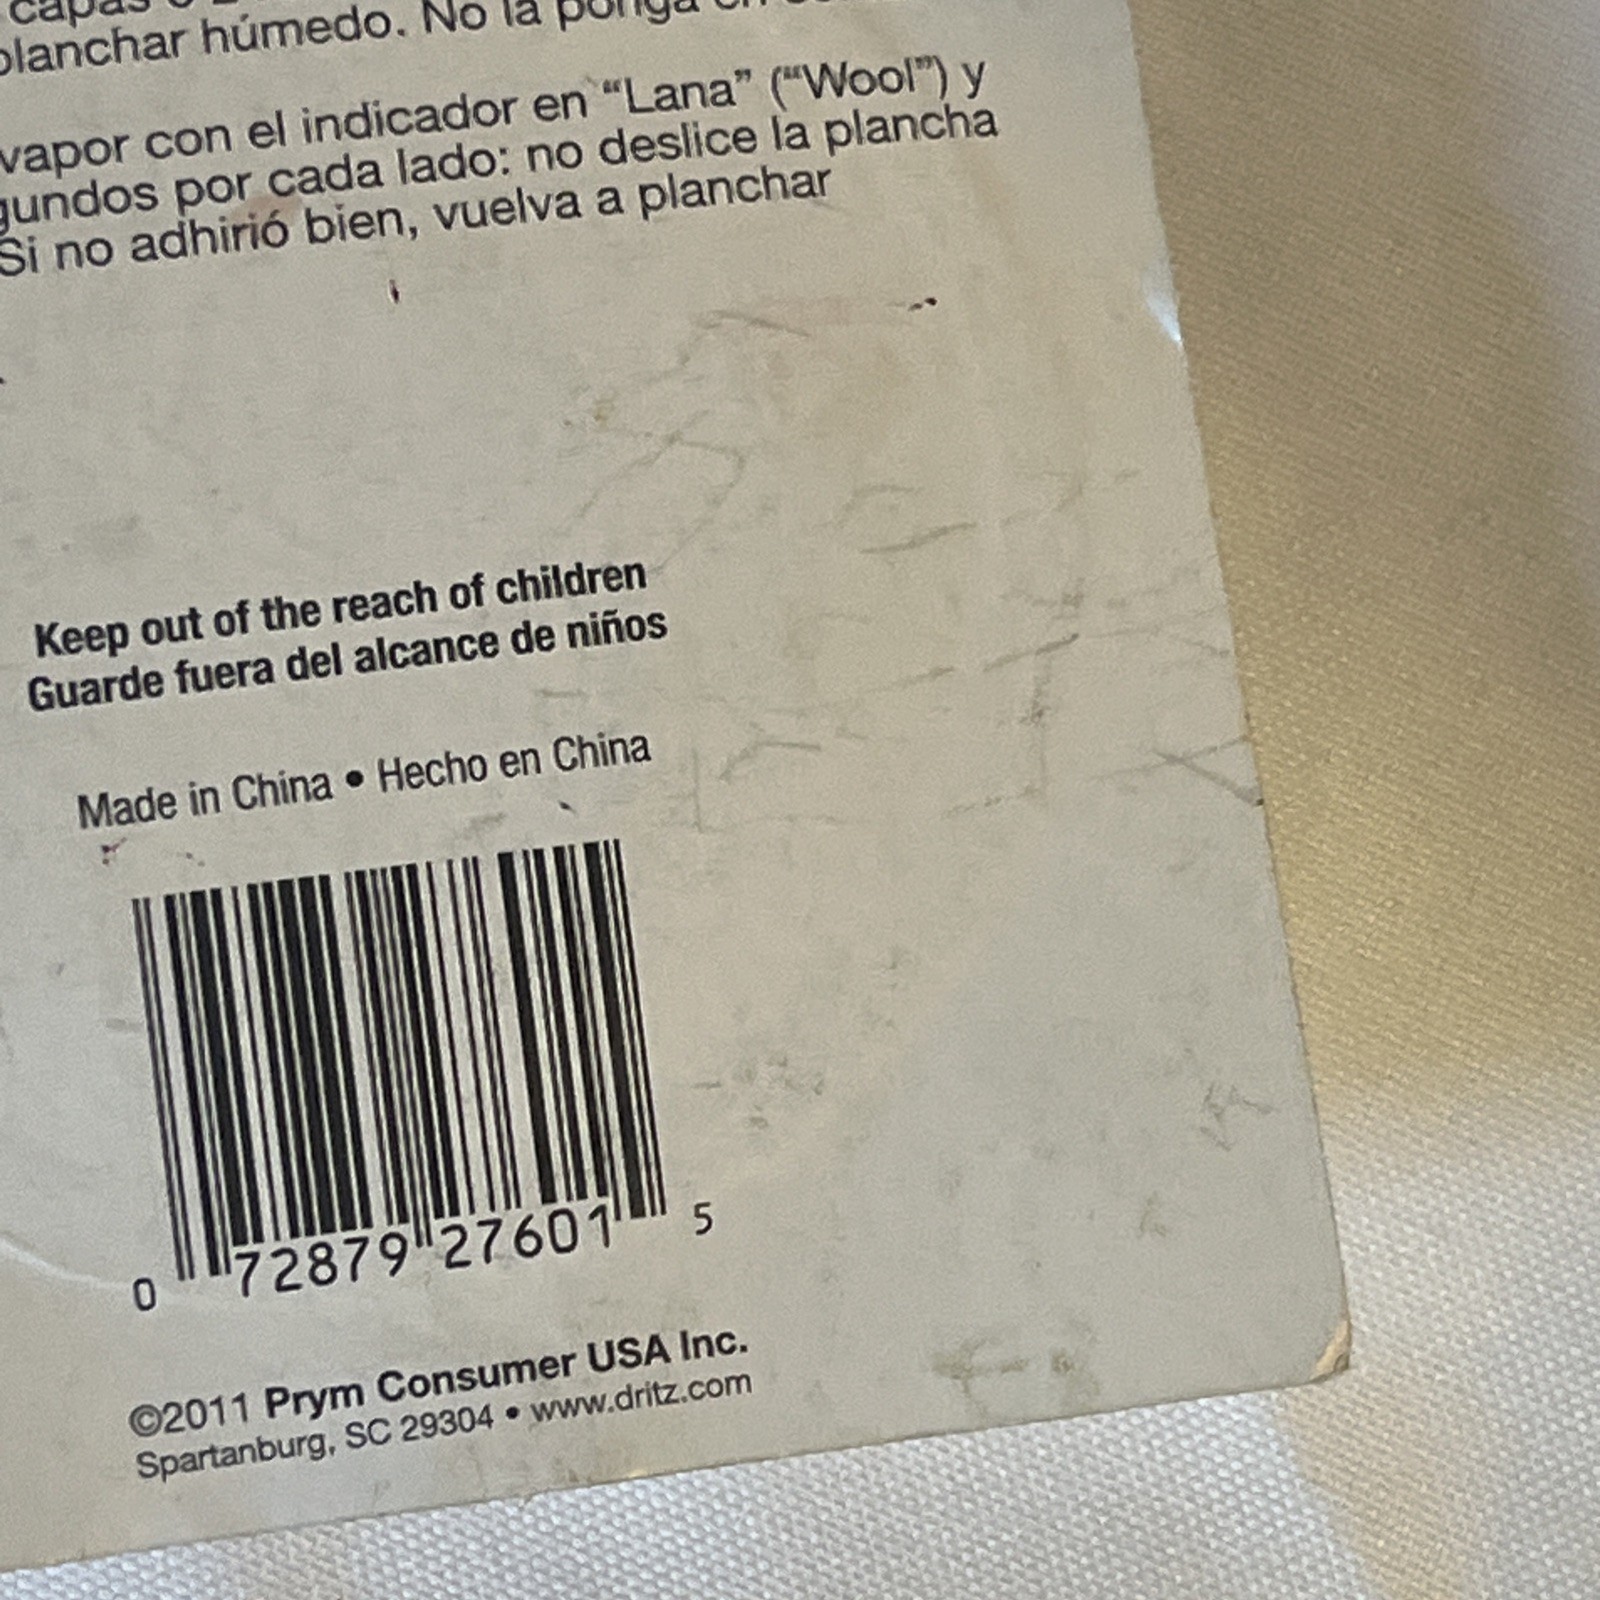 capas
planchar húmedo. No la ponga en
vapor con el indicador en “Lana” (“Wool”) y
gundos por cada lado: no deslice la plancha
Si no adhirió bien, vuelva a planchar
Keep out of the reach of children
Guarde fuera del alcance de niños
Made in China • Hecho en China
0 72879 27601 5
©2011 Prym Consumer USA Inc.
Spartanburg, SC 29304 • www.dritz.com